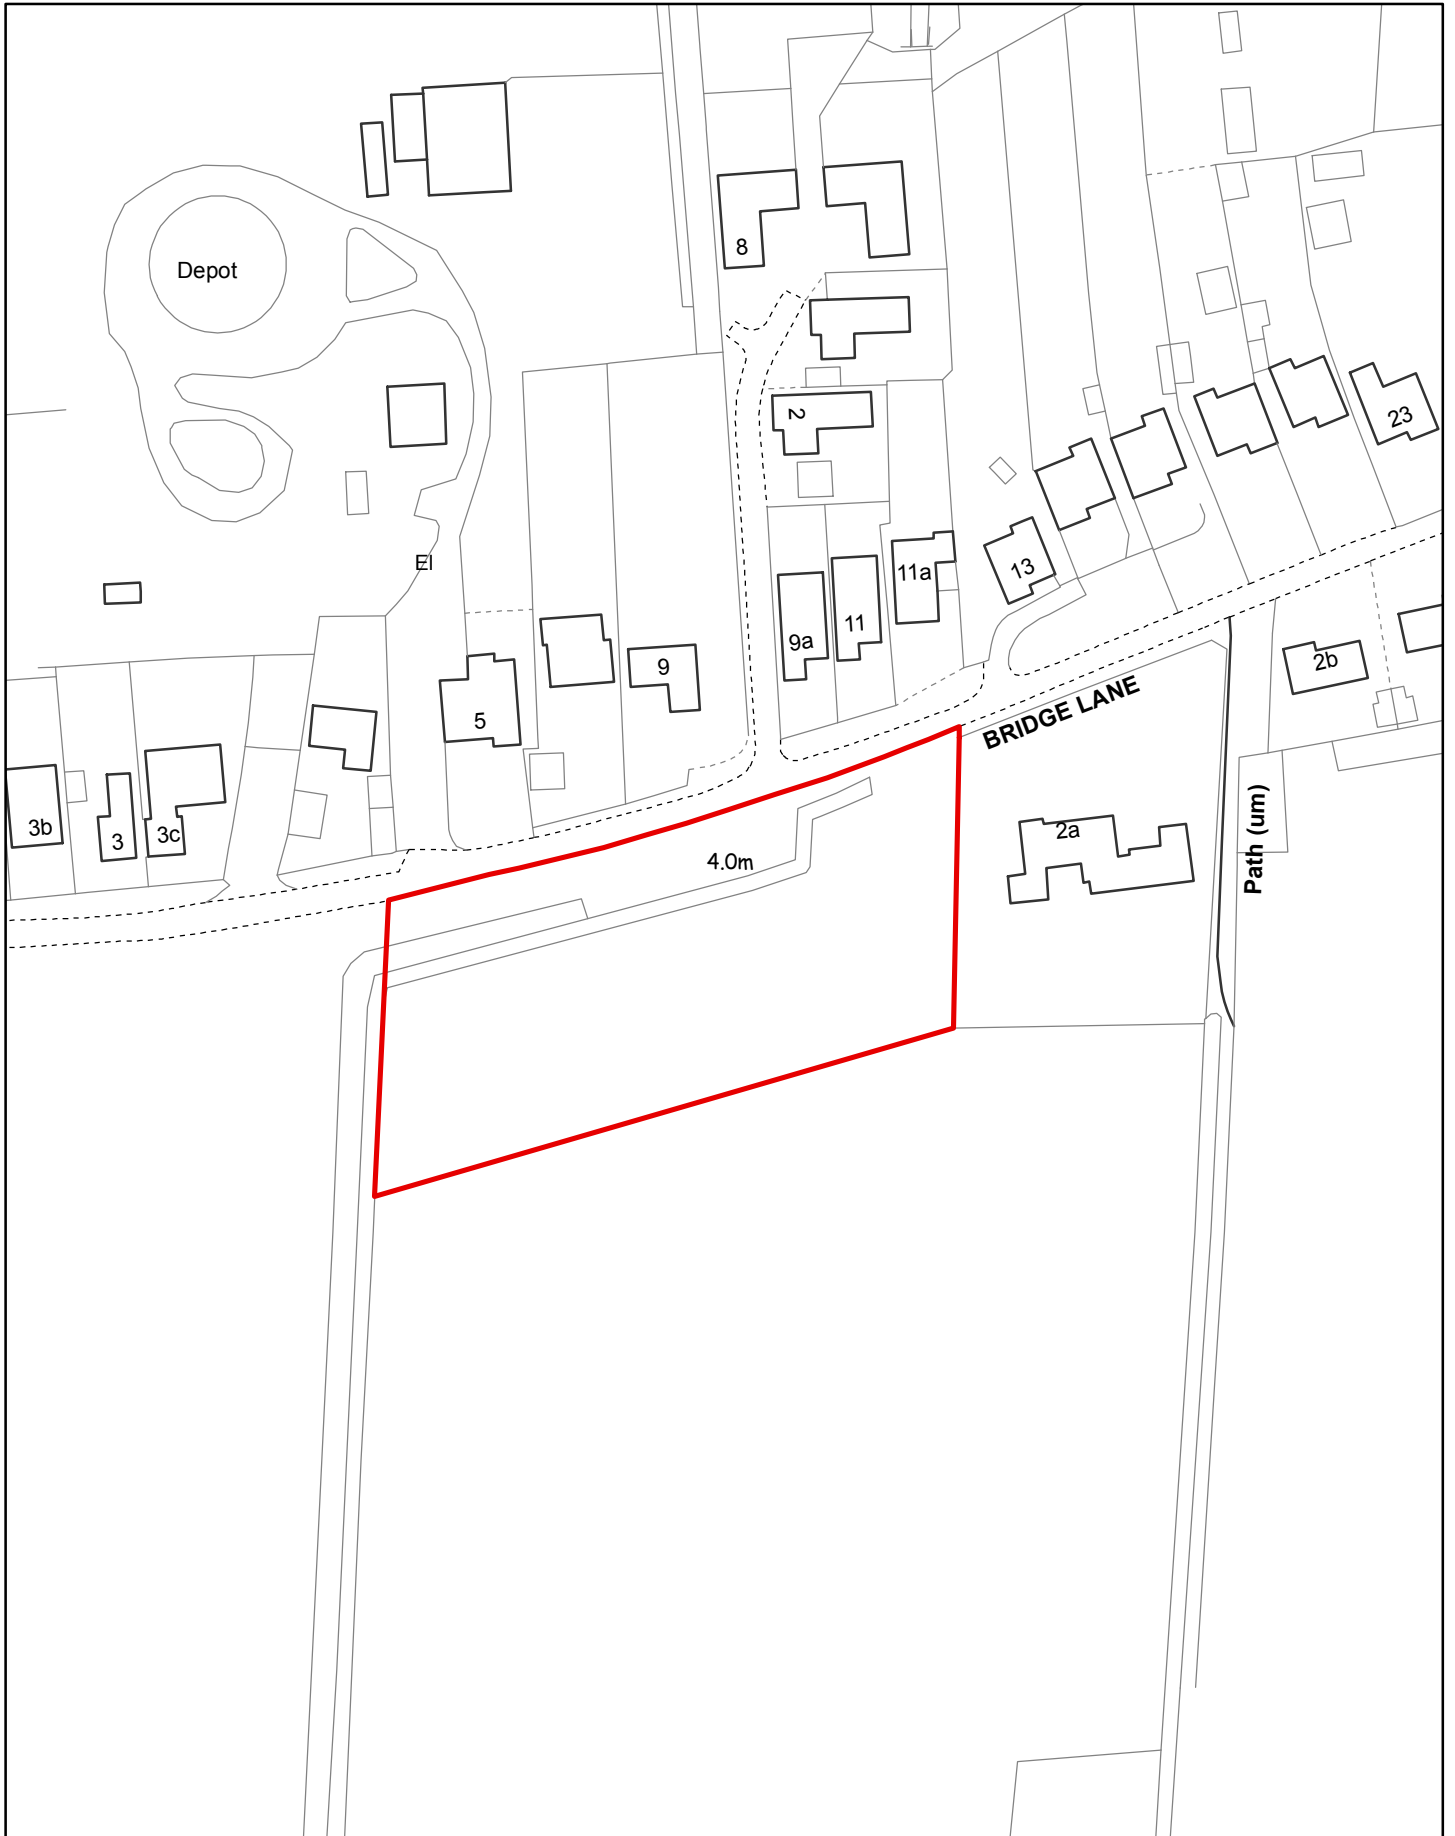 8
Depot
2
23
El
11a
13
11
9a
9
2b
5
BRIDGE LANE
3b
3
3c
2a
Path (um)
4.0m